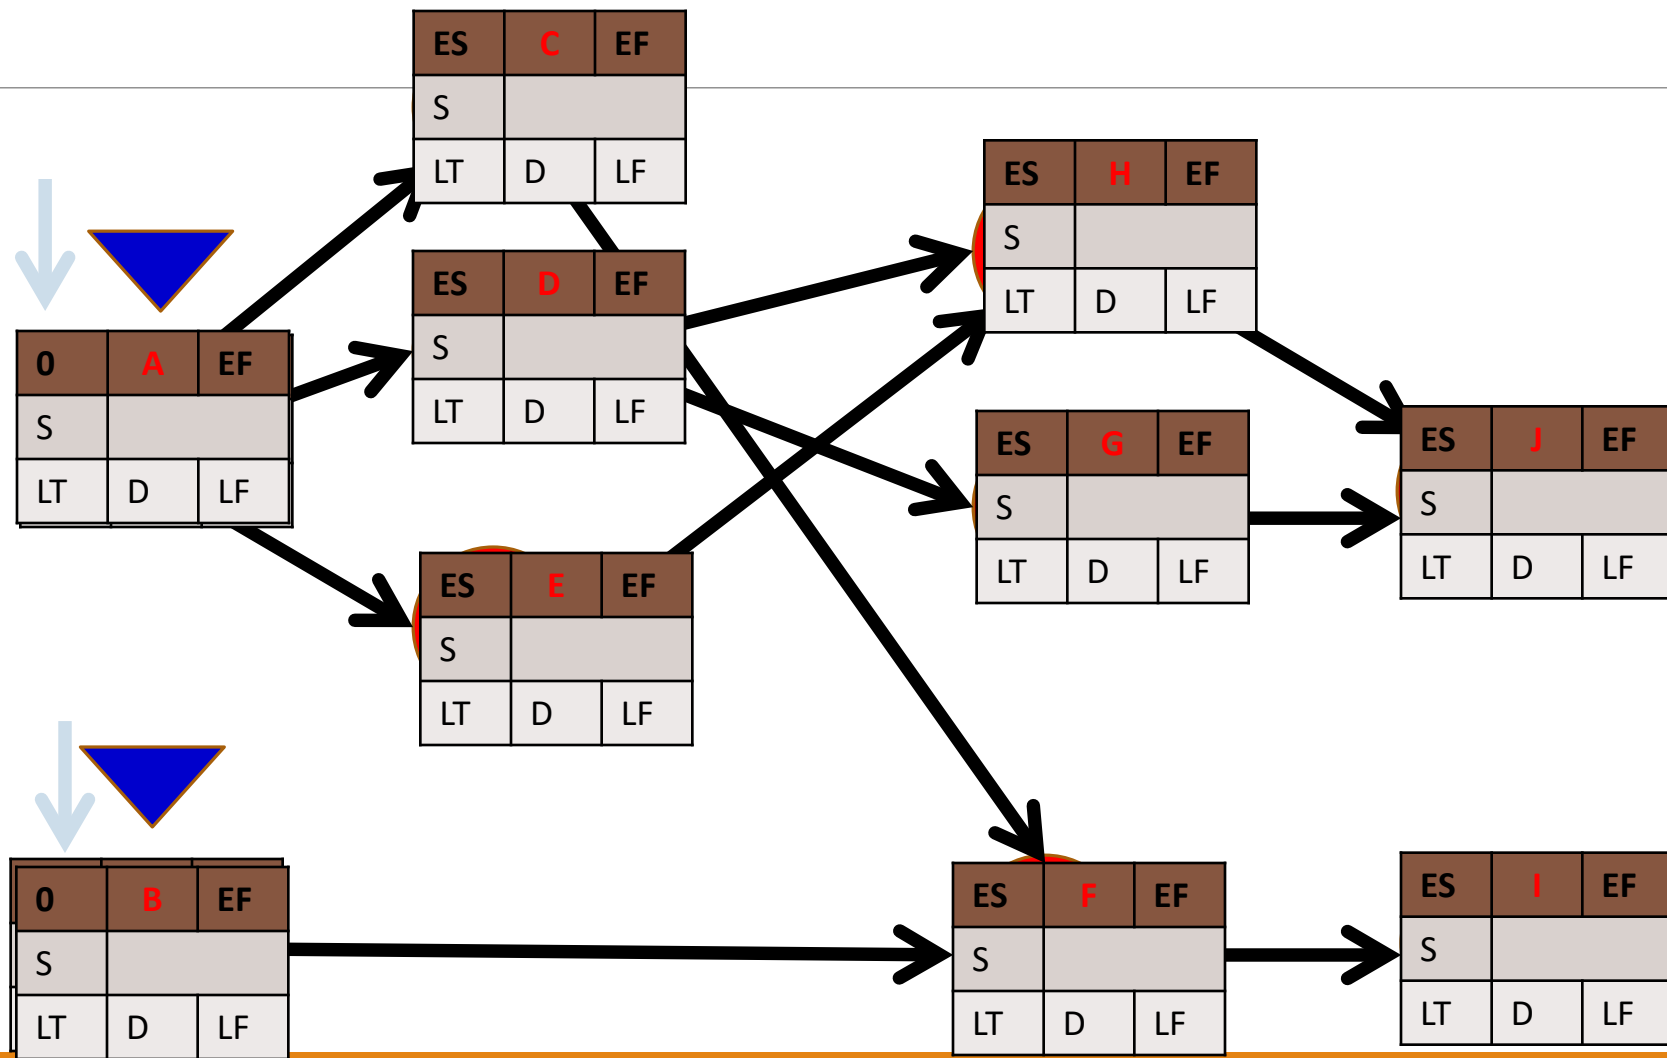 ES C EF
S
LT D LF
ES H EF
S
LT D LF
ES D EF
S
LT D LF
0 A EF
S
LT D LF
ES G EF
S
LT D LF
ES J EF
S
LT D LF
ES E EF
S
LT D LF
0 B EF
S
LT D LF
ES F EF
S
LT D LF
ES I EF
S
LT D LF